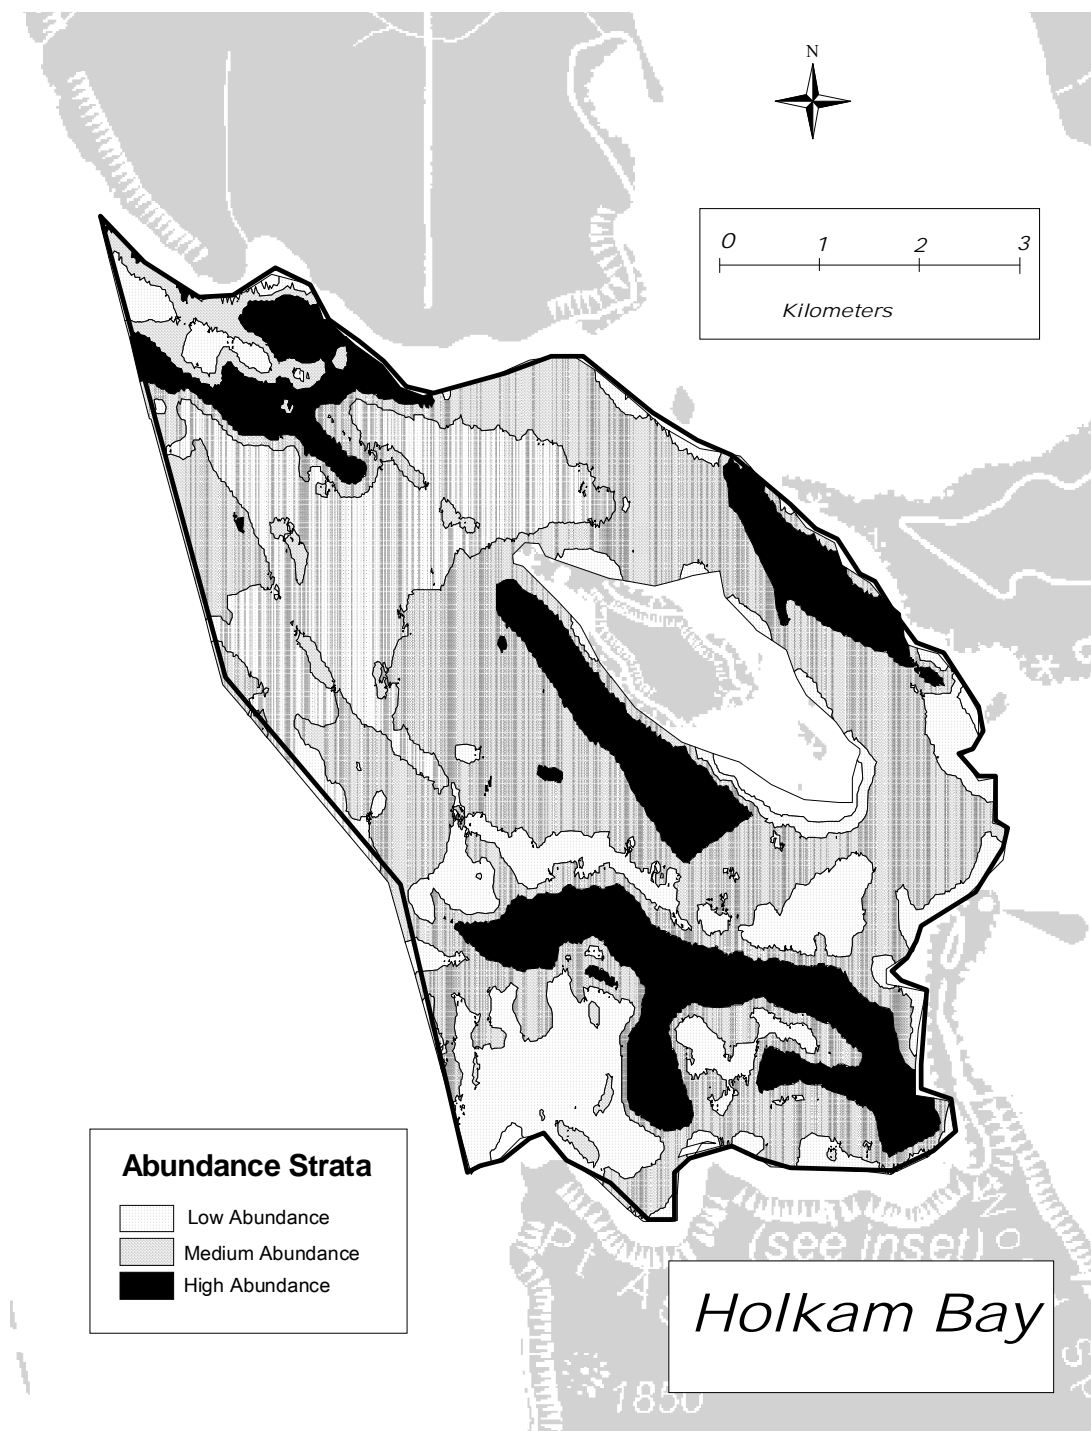 N
0 1 2 3
Kilometers
Abundance Strata
Low Abundance
Medium Abundance
High Abundance
(see inset)
Holkam Bay
1850